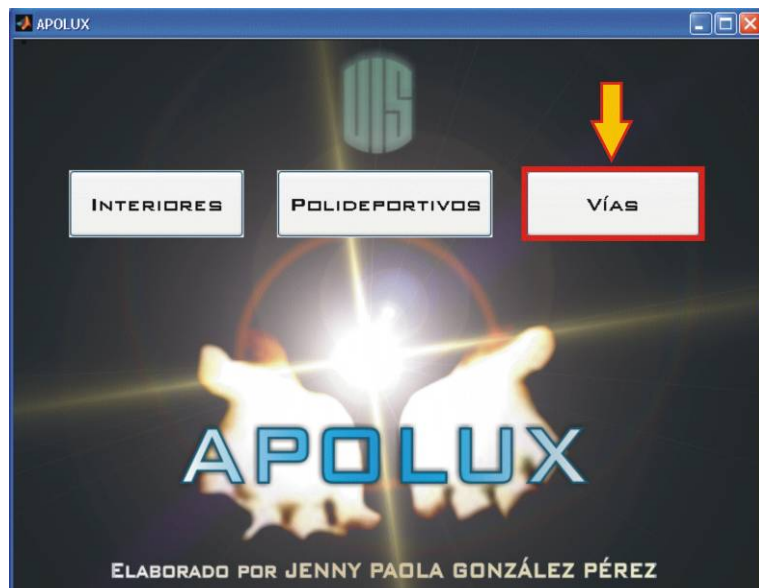 APOLUX
UIS
INTERIORES
POLIDEPORTIVOS
VÍAS
APOLUX
ELABORADO POR JENNY PAOLA GONZÁLEZ PÉREZ